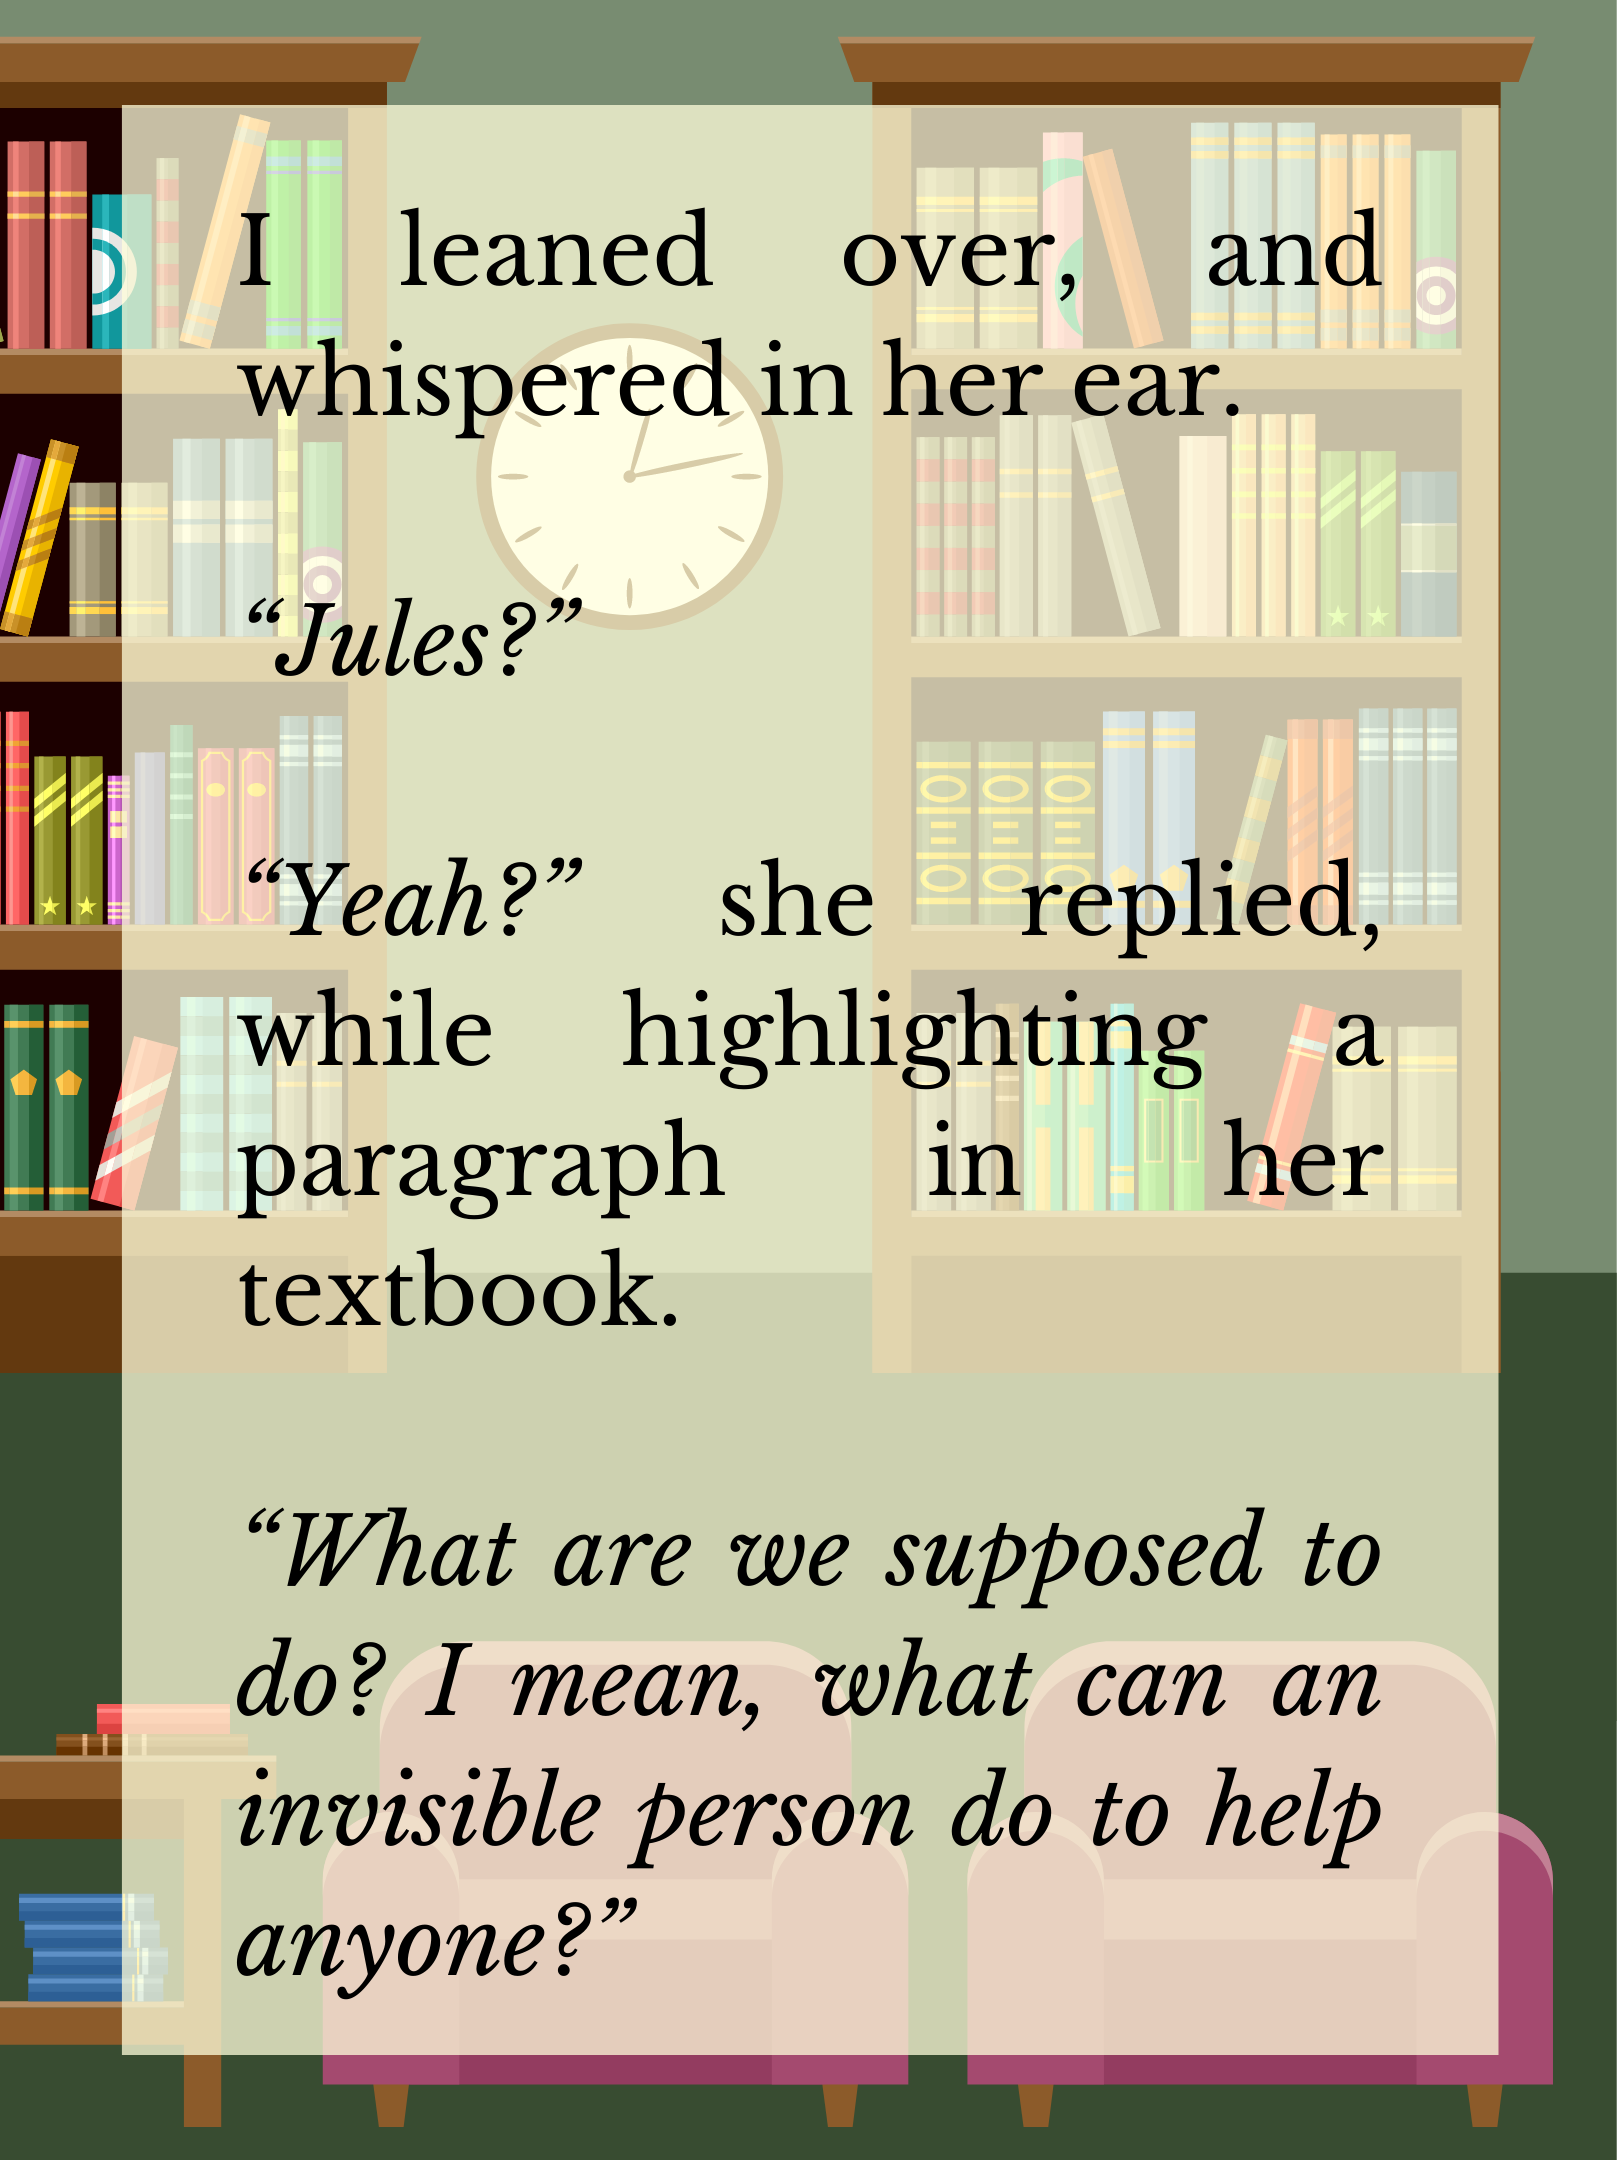 I leaned over, and
whispered in her ear.
“Jules?”
“Yeah?” she replied,
while highlighting a
paragraph in her
textbook.
“What are we supposed to
do? I mean, what can an
invisible person do to help
anyone?”